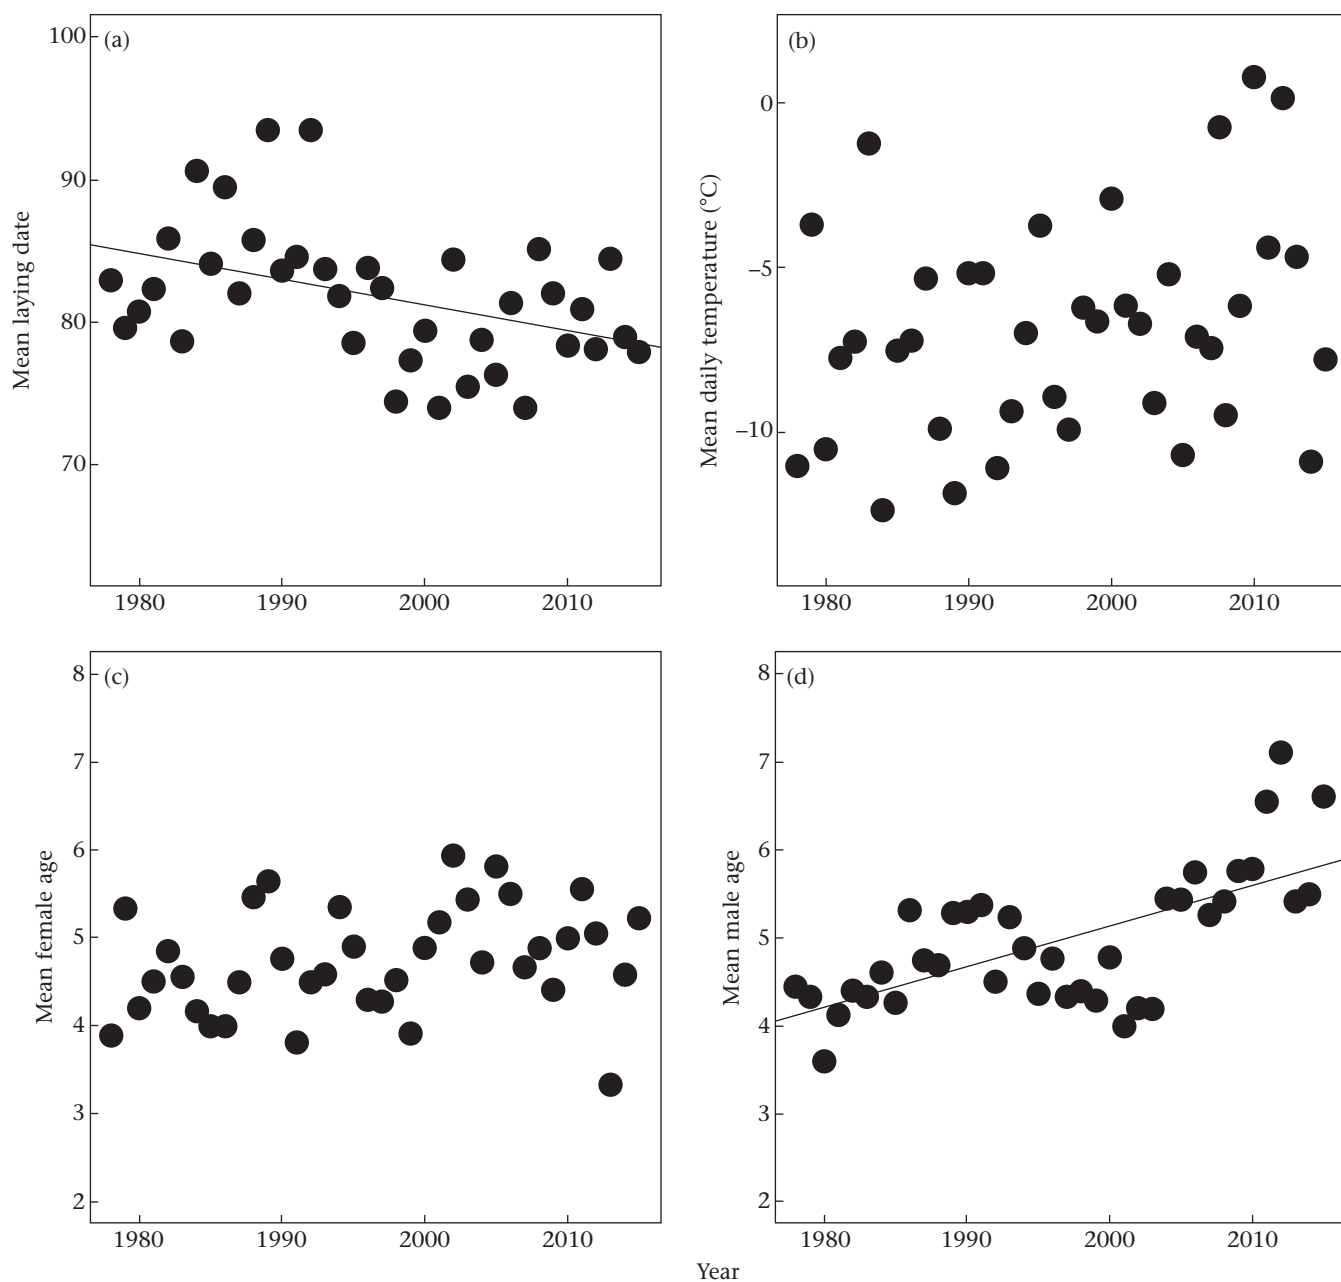 (a)
100
90
80
70
Mean laying date
1980 1990 2000 2010
(b)
0
–5
–10
Mean daily temperature (°C)
1980 1990 2000 2010
(c)
8
7
6
5
4
3
2
Mean female age
1980 1990 2000 2010
(d)
8
7
6
5
4
3
2
Mean male age
1980 1990 2000 2010
Year